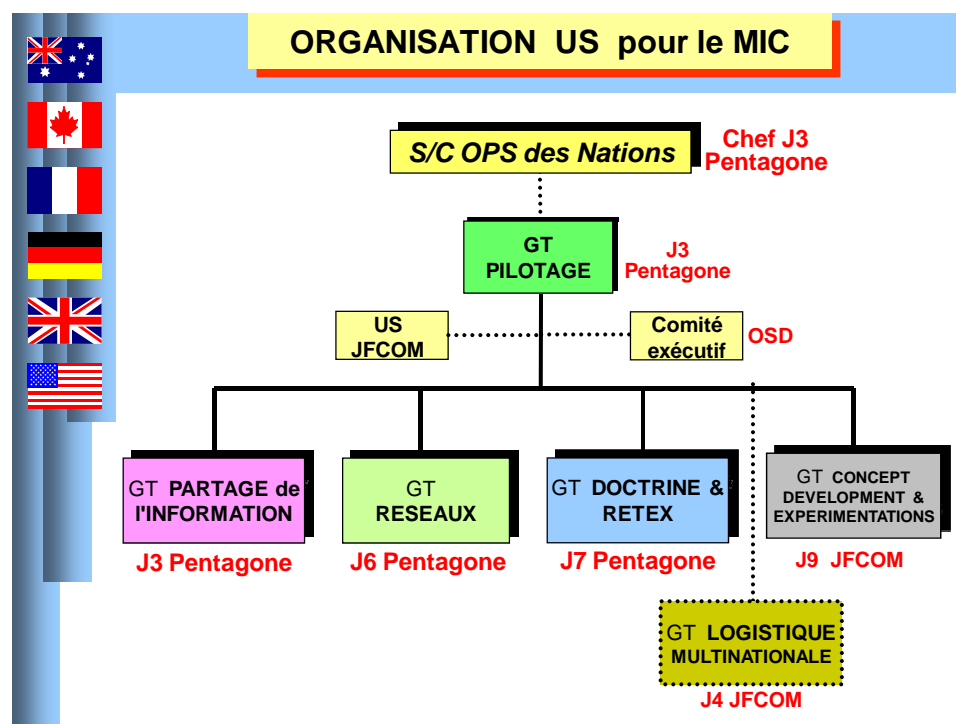 ORGANISATION US pour le MIC
S/C OPS des Nations
Chef J3
Pentagone
GT
PILOTAGE
J3
Pentagone
US
JFCOM
Comité
exécutif
OSD
GT PARTAGE de
l'INFORMATION
GT
RESEAUX
GT DOCTRINE &
RETEX
GT CONCEPT
DEVELOPMENT &
EXPERIMENTATIONS
J3 Pentagone
J6 Pentagone
J7 Pentagone
J9 JFCOM
GT LOGISTIQUE
MULTINATIONALE
J4 JFCOM